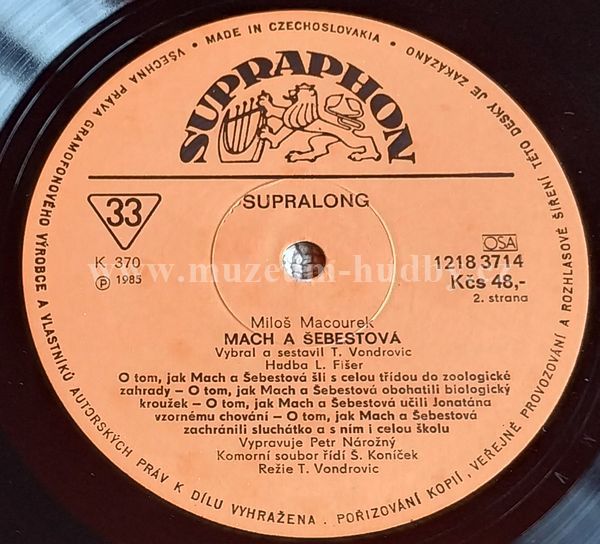 VŠECHNA PRÁVA GRAMOFONOVÉHO VÝROBCE A VLASTNÍKŮ AUTORSKÝCH PRÁV K DÍLU VYHRAŽENA . POŘIZOVÁNÍ KOPIÍ, VEŘEJNÉ PROVOZOVÁNÍ A ROZHLASOVÉ ŠÍŘENÍ TÉTO DESKY JE ZAKÁZÁNO • MADE IN CZECHOSLOVAKIA •
SUPRAPHON
33
SUPRALONG
K 370
OSA
Ⓟ 1985
1218 3714
Kčs 48,-
2. strana
www.muzeum-hudby.cz
Miloš Macourek
MACH A ŠEBESTOVÁ
Vybral a sestavil T. Vondrovic
Hudba L. Fišer
O tom, jak Mach a Šebestová šli s celou třídou do zoologické
zahrady – O tom, jak Mach a Šebestová obohatili biologický
kroužek – O tom, jak Mach a Šebestová učili Jonatána
vzornému chování – O tom, jak Mach a Šebestová
zachránili sluchátko a s ním i celou školu
Vypravuje Petr Nárožný
Komorní soubor řídí Š. Koníček
Režie T. Vondrovic